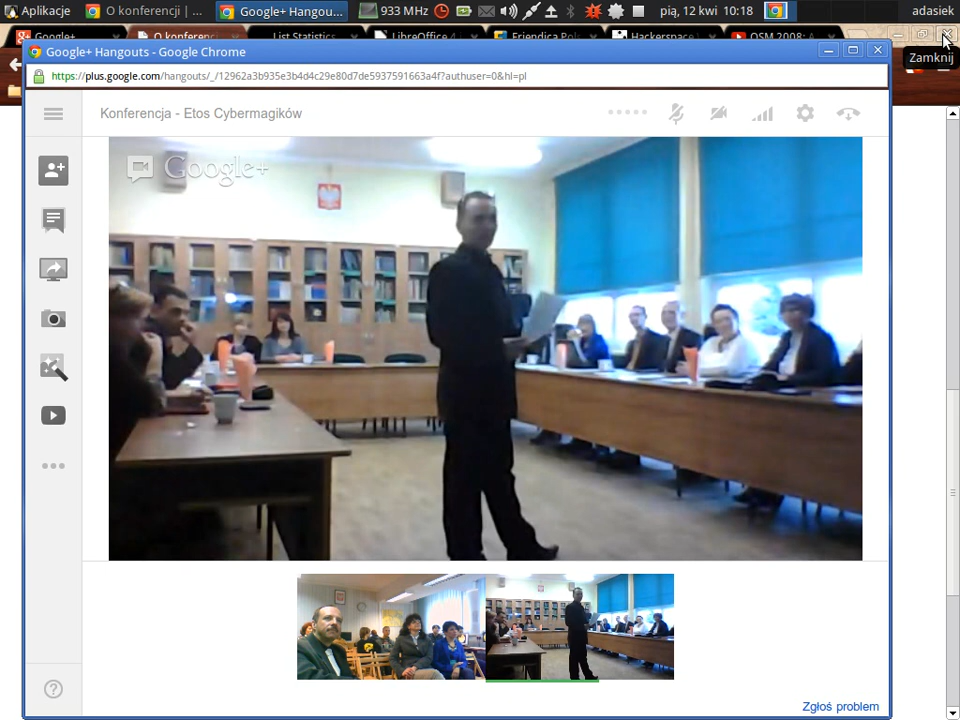 Aplikacje
O konferencji | ...
Google+ Hangou...
933 MHz
pią, 12 kwi 10:18
adasiek
Google+
O konferenc
List Statistics
LibreOffice 4
Friendica Pols
Hackerspace
OSM 2008: A
Zamknij
Google+ Hangouts - Google Chrome
https://plus.google.com/hangouts/_/12962a3b935e3b4d4c29e80d7de5937591663a4f?authuser=0&hl=pl
Konferencja - Etos Cybermagików
Google+
Zgłoś problem